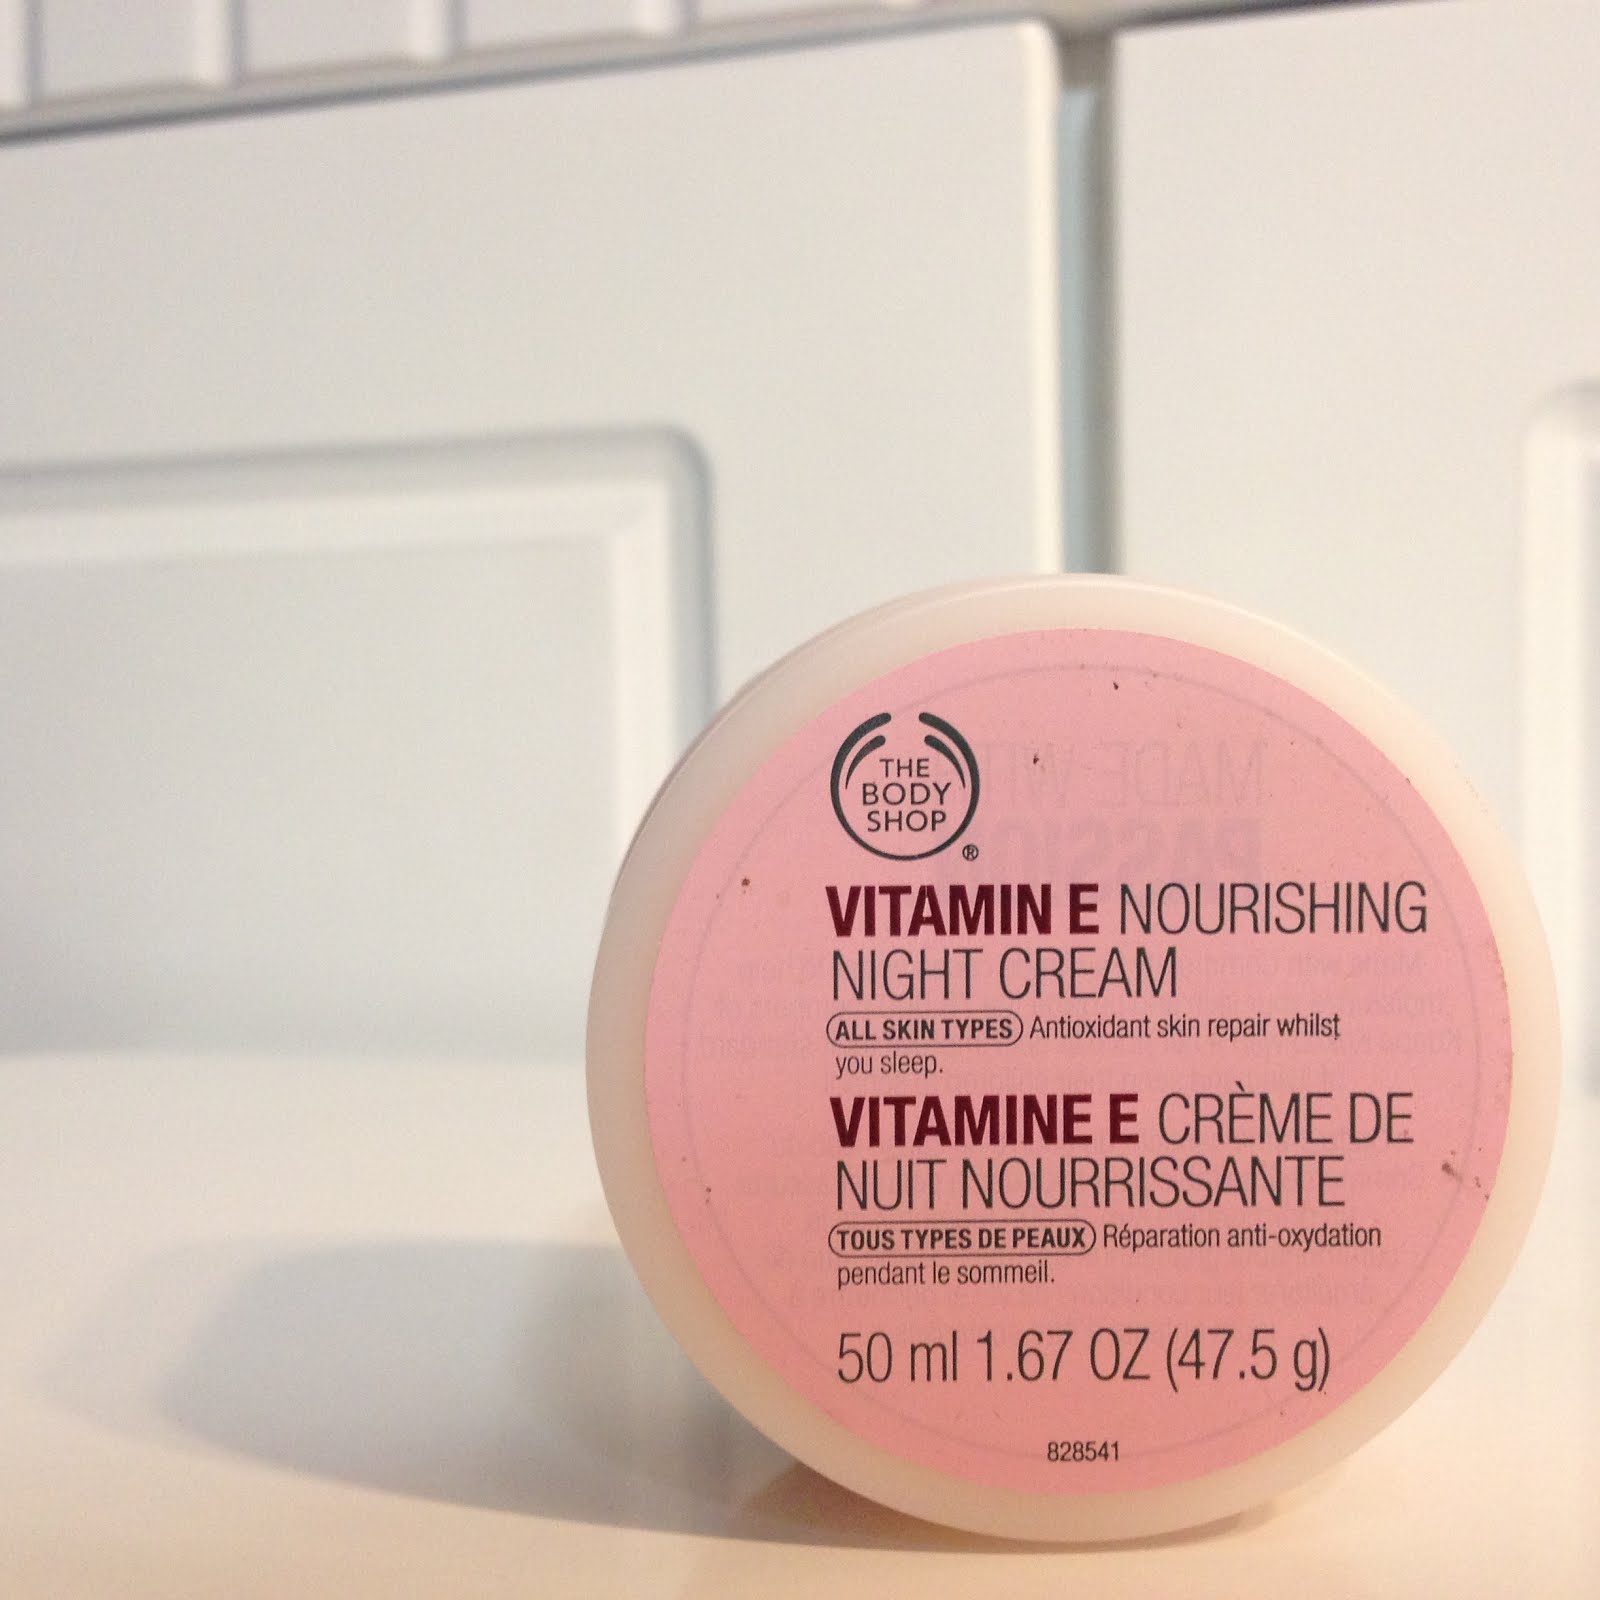 THE
BODY
SHOP
®
VITAMIN E NOURISHING
NIGHT CREAM
ALL SKIN TYPES Antioxidant skin repair whilst
you sleep.
VITAMINE E CRÈME DE
NUIT NOURRISSANTE
TOUS TYPES DE PEAUX Réparation anti-oxydation
pendant le sommeil.
50 ml 1.67 OZ (47.5 g)
828541